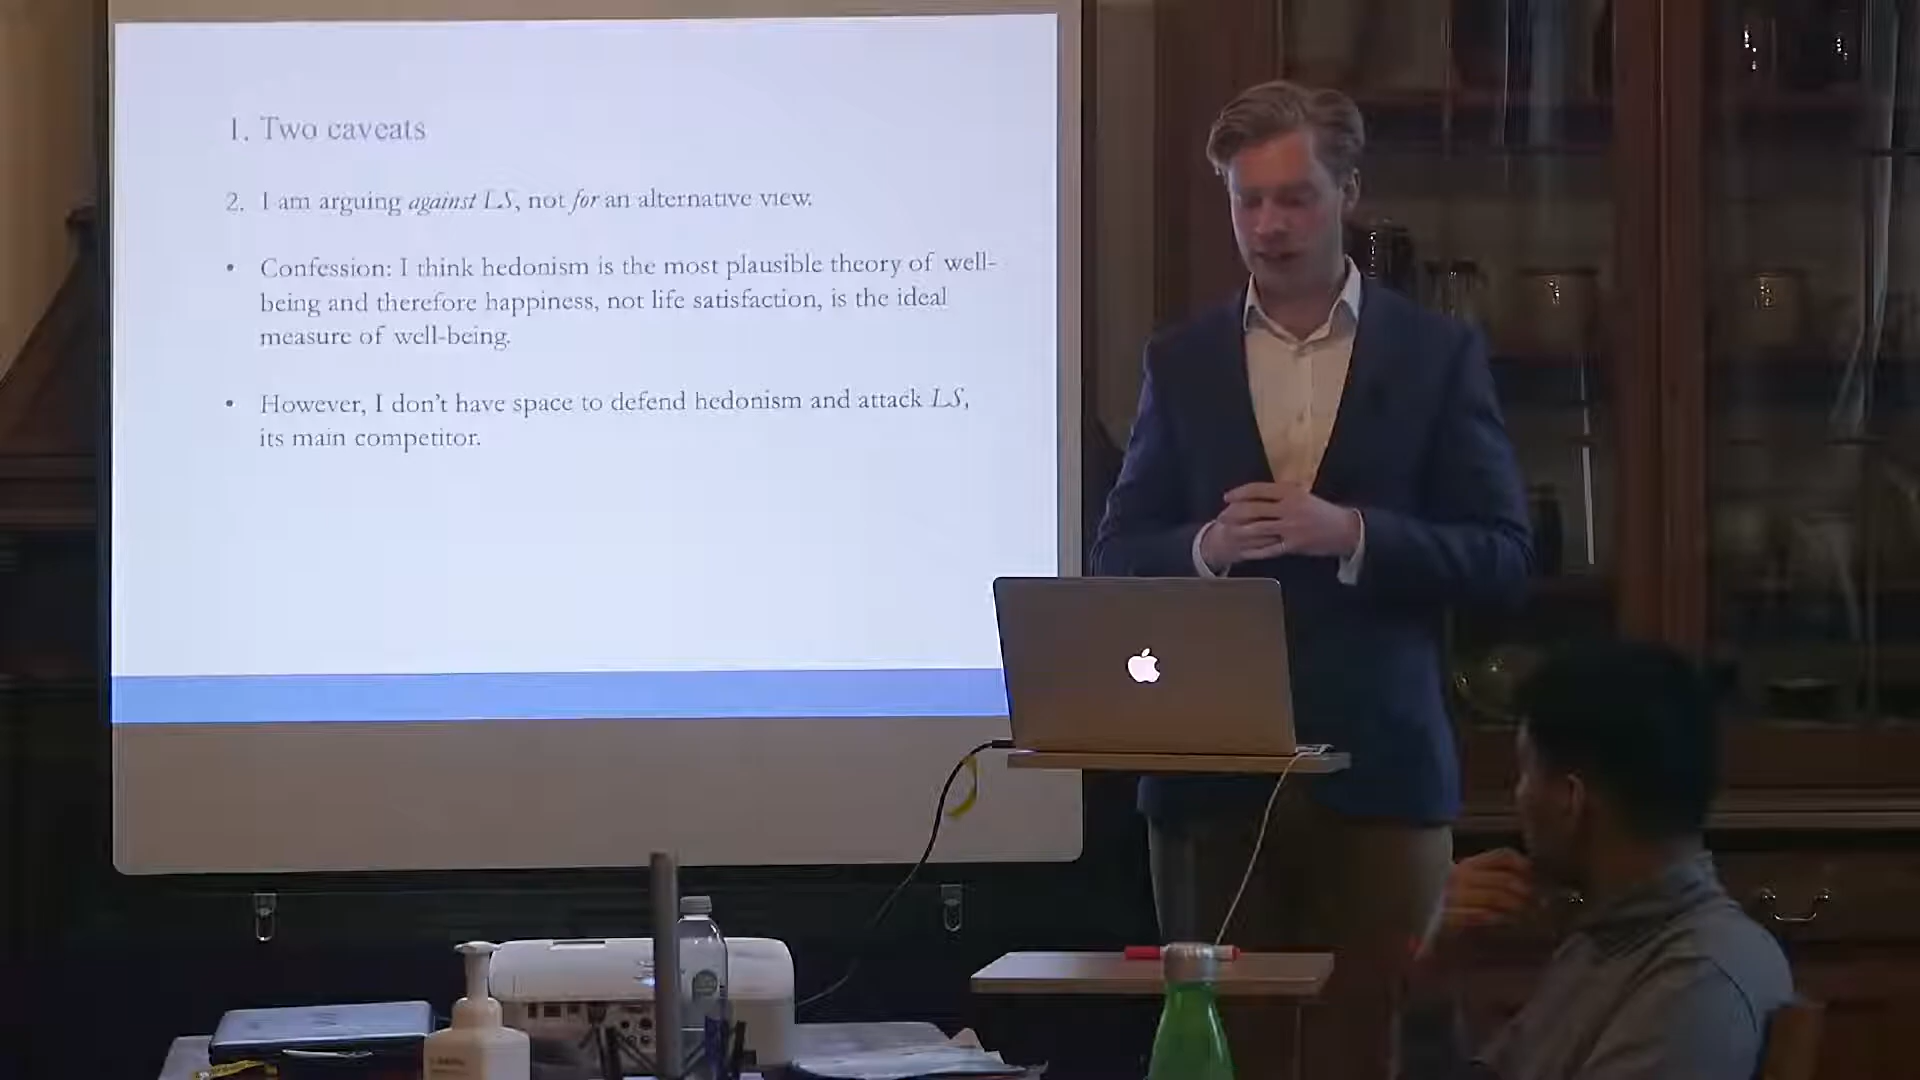 1. Two caveats
2. I am arguing against LS, not for an alternative view.
• Confession: I think hedonism is the most plausible theory of well-
being and therefore happiness, not life satisfaction, is the ideal
measure of well-being.
• However, I don't have space to defend hedonism and attack LS,
its main competitor.